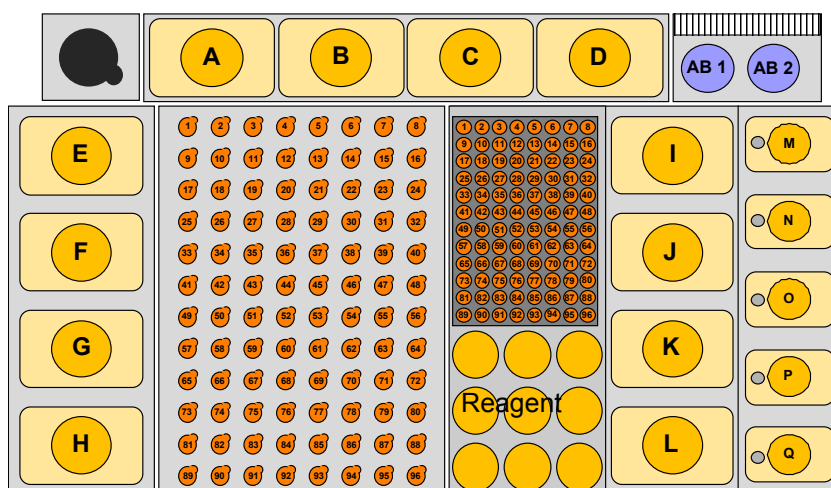 A B C D AB 1 AB 2
E
F
G
H
1 2 3 4 5 6 7 8
9 10 11 12 13 14 15 16
17 18 19 20 21 22 23 24
25 26 27 28 29 30 31 32
33 34 35 36 37 38 39 40
41 42 43 44 45 46 47 48
49 50 51 52 53 54 55 56
57 58 59 60 61 62 63 64
65 66 67 68 69 70 71 72
73 74 75 76 77 78 79 80
81 82 83 84 85 86 87 88
89 90 91 92 93 94 95 96
1 2 3 4 5 6 7 8
9 10 11 12 13 14 15 16
17 18 19 20 21 22 23 24
25 26 27 28 29 30 31 32
33 34 35 36 37 38 39 40
41 42 43 44 45 46 47 48
49 50 51 52 53 54 55 56
57 58 59 60 61 62 63 64
65 66 67 68 69 70 71 72
73 74 75 76 77 78 79 80
81 82 83 84 85 86 87 88
89 90 91 92 93 94 95 96
Reagent
I
J
K
L
M
N
O
P
Q